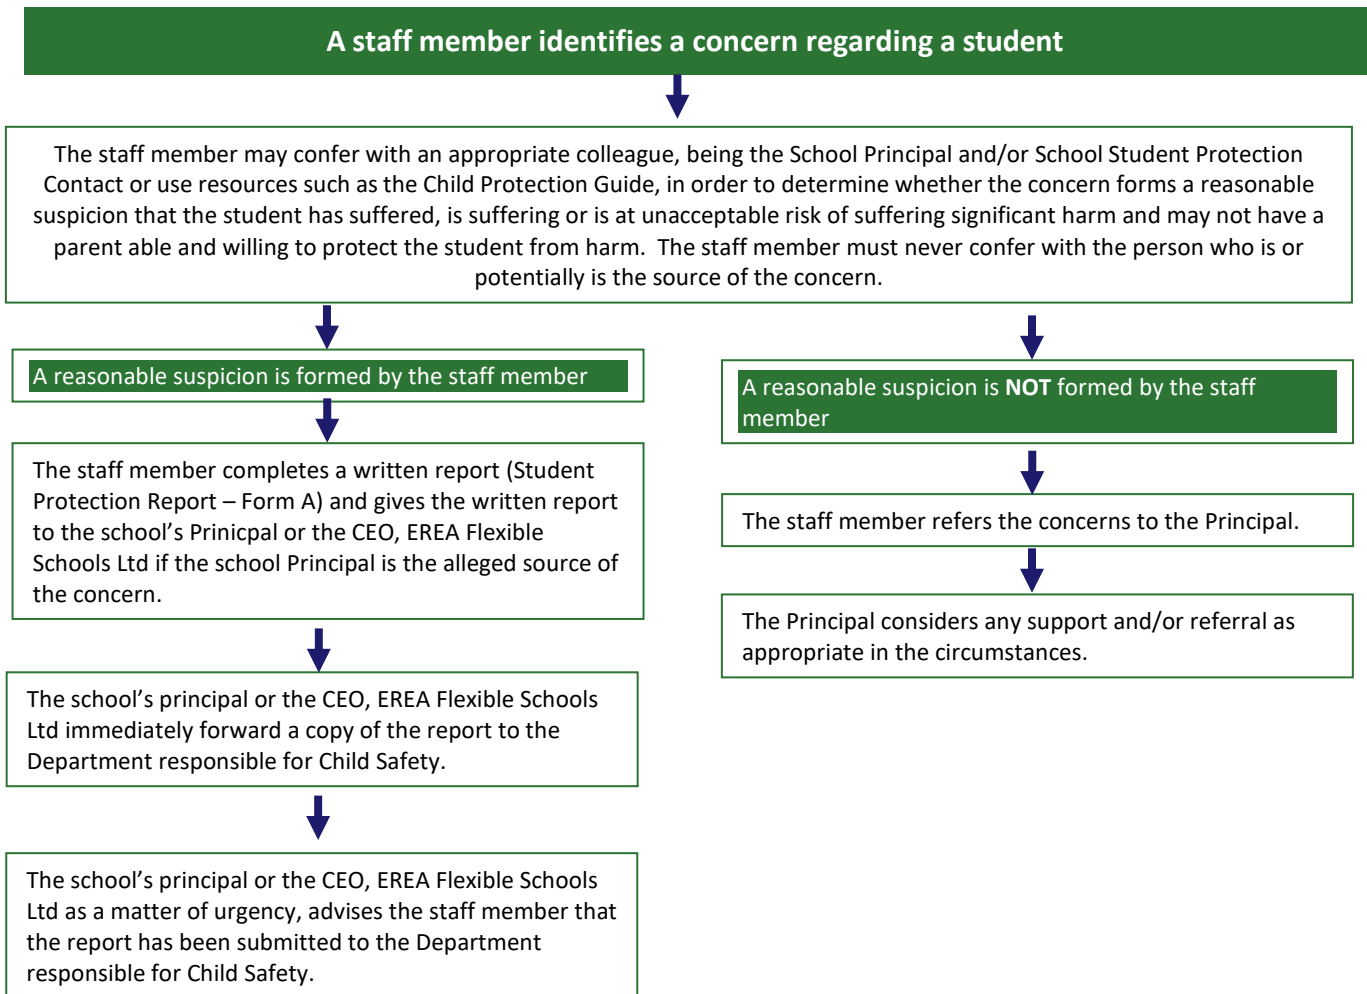 A staff member identifies a concern regarding a student
The staff member may confer with an appropriate colleague, being the School Principal and/or School Student Protection
Contact or use resources such as the Child Protection Guide, in order to determine whether the concern forms a reasonable
suspicion that the student has suffered, is suffering or is at unacceptable risk of suffering significant harm and may not have a
parent able and willing to protect the student from harm.  The staff member must never confer with the person who is or
potentially is the source of the concern.
A reasonable suspicion is formed by the staff member
The staff member completes a written report (Student
Protection Report – Form A) and gives the written report
to the school’s Prinicpal or the CEO, EREA Flexible
Schools Ltd if the school Principal is the alleged source of
the concern.
The school’s principal or the CEO, EREA Flexible Schools
Ltd immediately forward a copy of the report to the
Department responsible for Child Safety.
The school’s principal or the CEO, EREA Flexible Schools
Ltd as a matter of urgency, advises the staff member that
the report has been submitted to the Department
responsible for Child Safety.
A reasonable suspicion is NOT formed by the staff
member
The staff member refers the concerns to the Principal.
The Principal considers any support and/or referral as
appropriate in the circumstances.